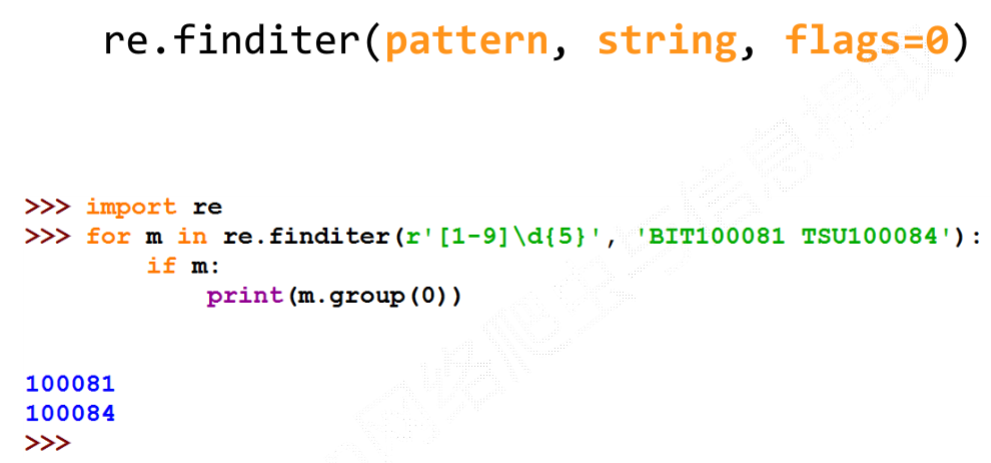 re.finditer(pattern, string, flags=0)
>>> import re
>>> for m in re.finditer(r'[1-9]\d{5}', 'BIT100081 TSU100084'):
        if m:
            print(m.group(0))
100081
100084
>>>
网络爬虫与信息提取